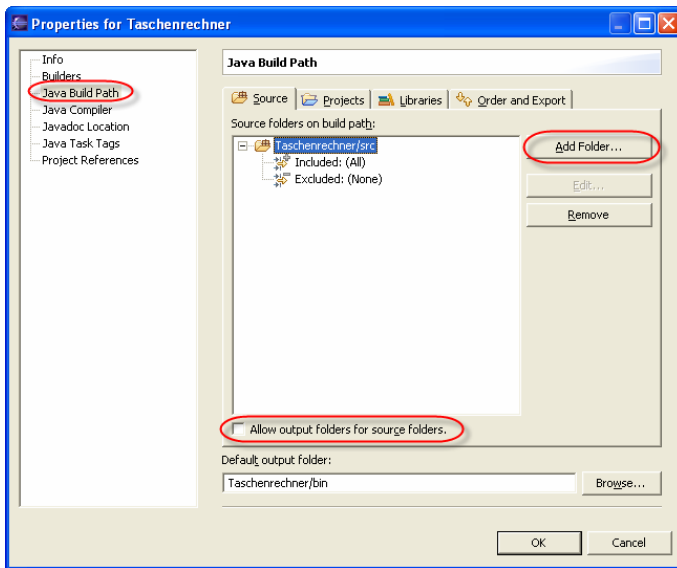 Properties for Taschenrechner
Info
Builders
Java Build Path
Java Compiler
Javadoc Location
Java Task Tags
Project References
Java Build Path
Source
Projects
Libraries
Order and Export
Source folders on build path:
Taschenrechner/src
Included: (All)
Excluded: (None)
Add Folder...
Edit...
Remove
Allow output folders for source folders.
Default output folder:
Taschenrechner/bin
Browse...
OK
Cancel